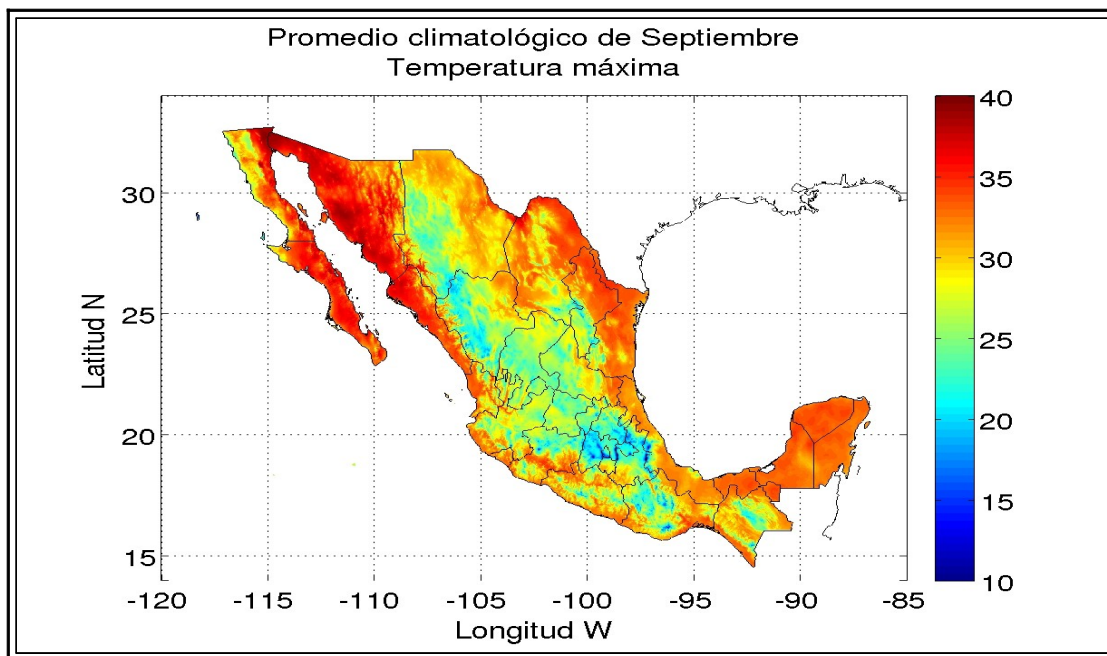 Promedio climatológico de Septiembre
Temperatura máxima
Latitud N
30
25
20
15
-120 -115 -110 -105 -100 -95 -90 -85
Longitud W
40
35
30
25
20
15
10